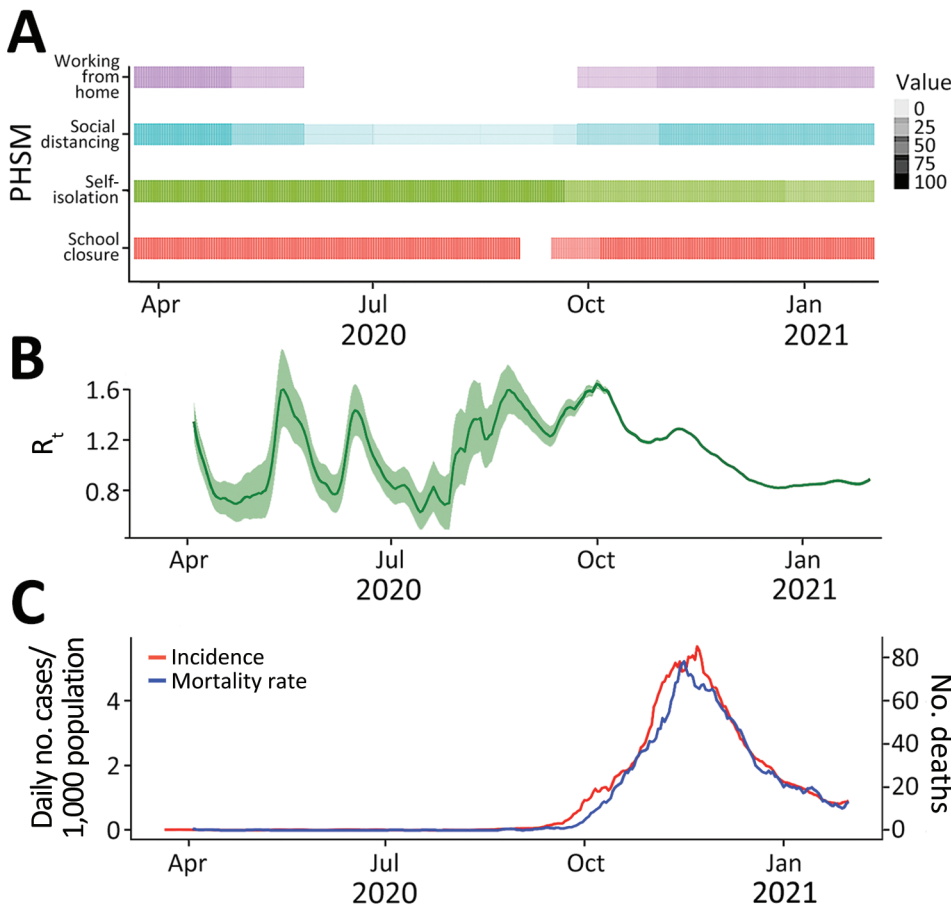 A
PHSM
Working
from
home
Social
distancing
Self-
isolation
School
closure
Value
0
25
50
75
100
Apr
Jul
Oct
Jan
2020
2021
B
Rt
1.6
1.2
0.8
Apr
Jul
Oct
Jan
2020
2021
C
Daily no. cases/
1,000 population
4
2
0
Incidence
Mortality rate
80
60
40
20
0
No. deaths
Apr
Jul
Oct
Jan
2020
2021